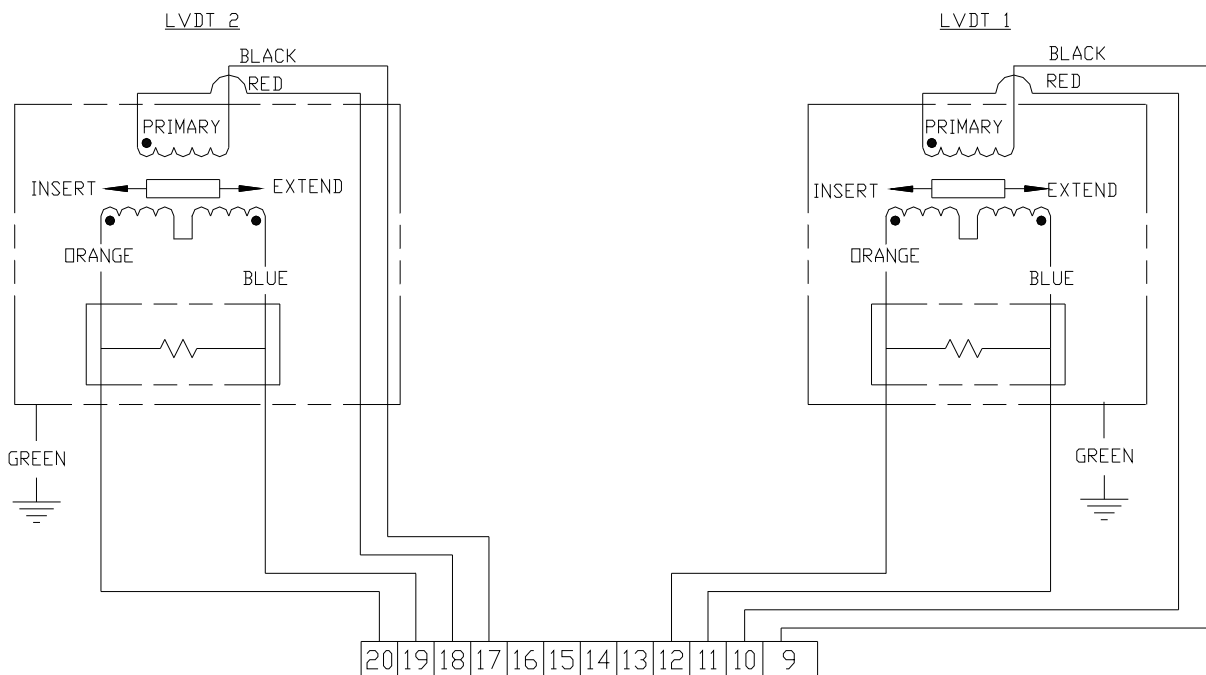 LVDT 2
LVDT 1
BLACK
RED
BLACK
RED
PRIMARY
PRIMARY
INSERT
EXTEND
INSERT
EXTEND
ORANGE
BLUE
ORANGE
BLUE
GREEN
GREEN
20 19 18 17 16 15 14 13 12 11 10 9